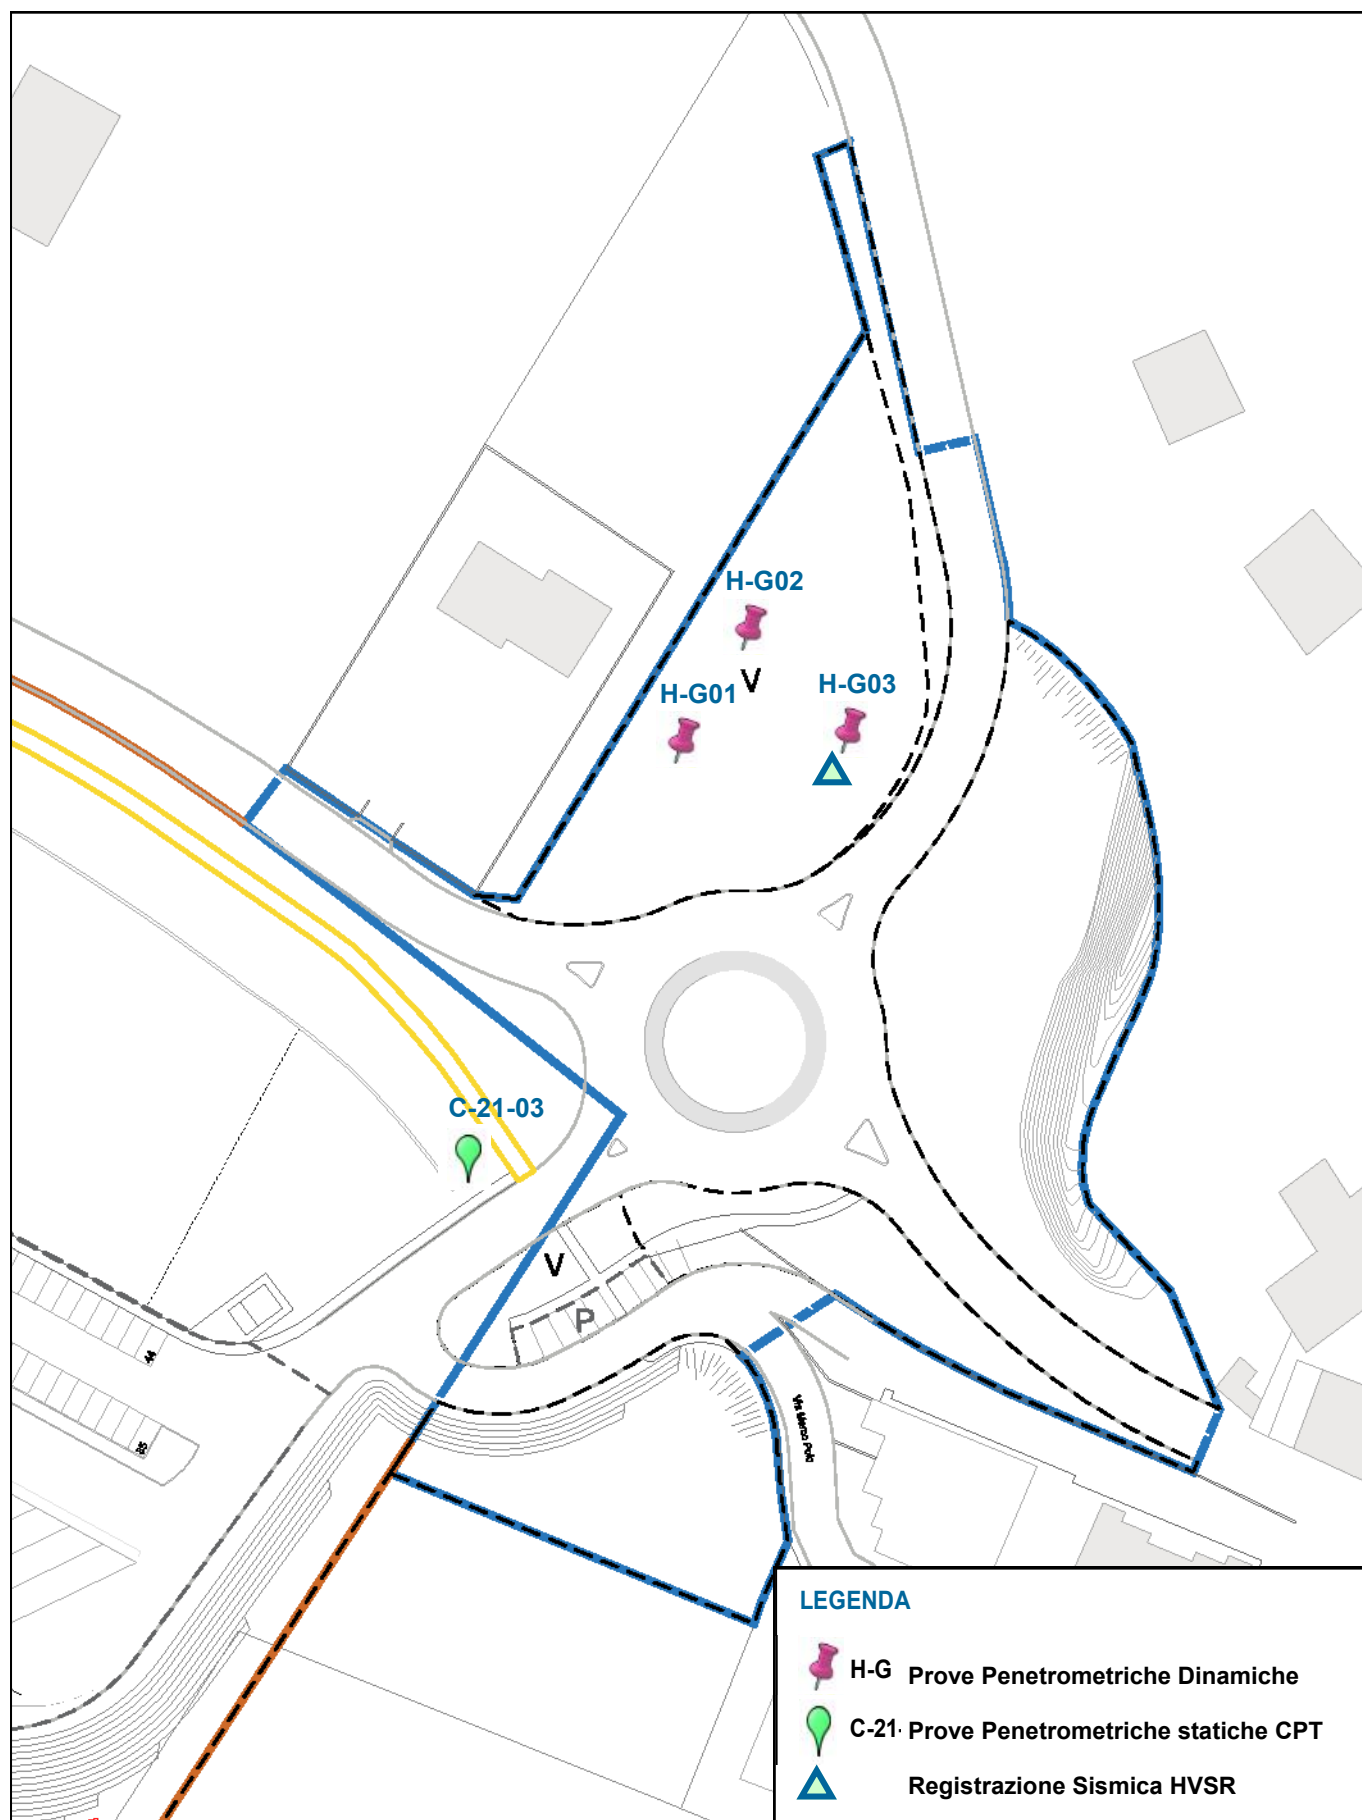 H-G02
V
H-G01
H-G03
C-21-03
V
P
44
Via Marco Polo
LEGENDA
H-G Prove Penetrometriche Dinamiche
C-21- Prove Penetrometriche statiche CPT
Registrazione Sismica HVSR